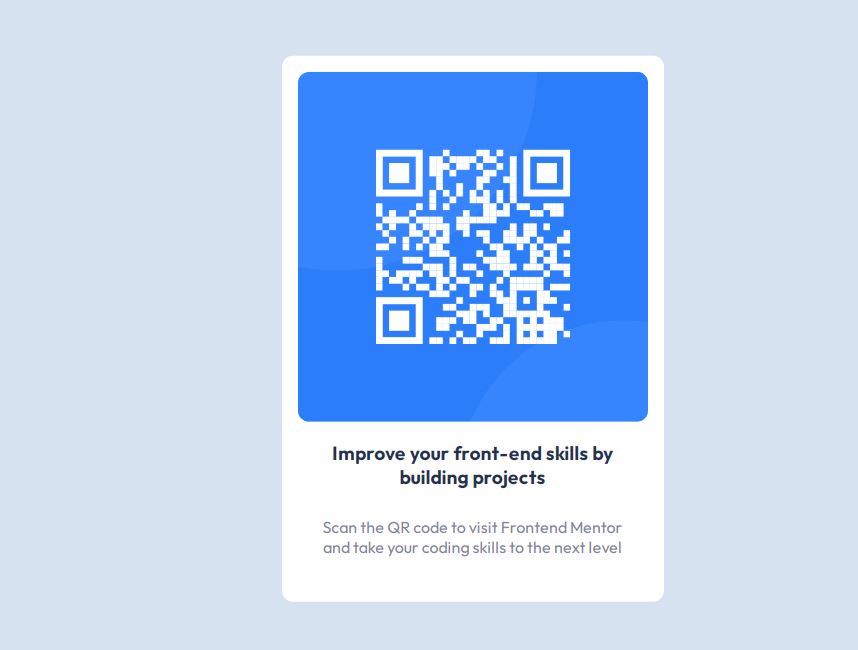 Improve your front-end skills by
building projects
Scan the QR code to visit Frontend Mentor
and take your coding skills to the next level